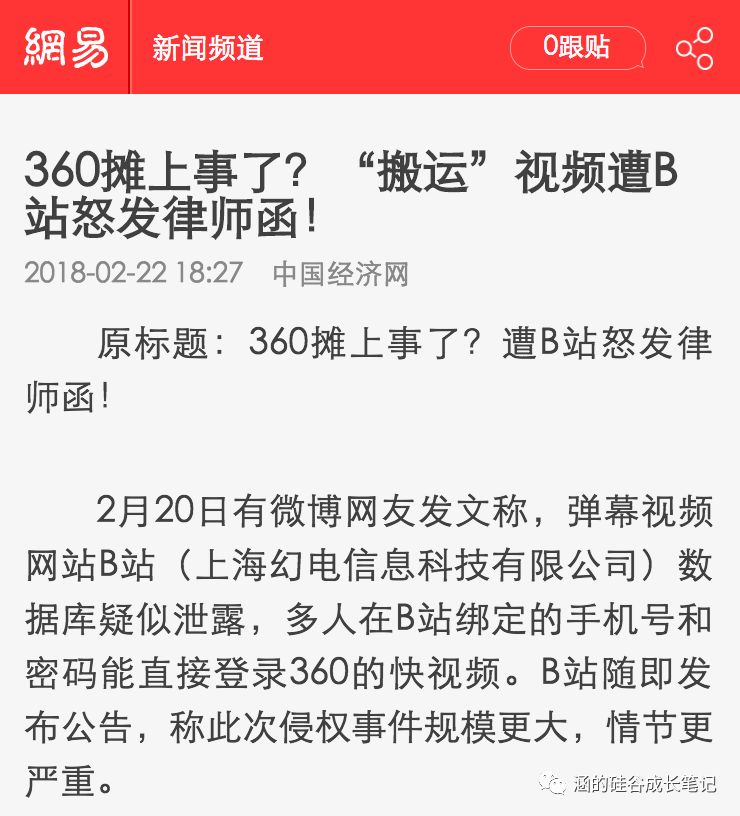 網易
新闻频道
0跟贴
360摊上事了？“搬运”视频遭B
站怒发律师函！
2018-02-22 18:27 中国经济网
原标题：360摊上事了？遭B站怒发律
师函！
2月20日有微博网友发文称，弹幕视频
网站B站（上海幻电信息科技有限公司）数
据库疑似泄露，多人在B站绑定的手机号和
密码能直接登录360的快视频。B站随即发
布公告，称此次侵权事件规模更大，情节更
严重。
涵的硅谷成长笔记